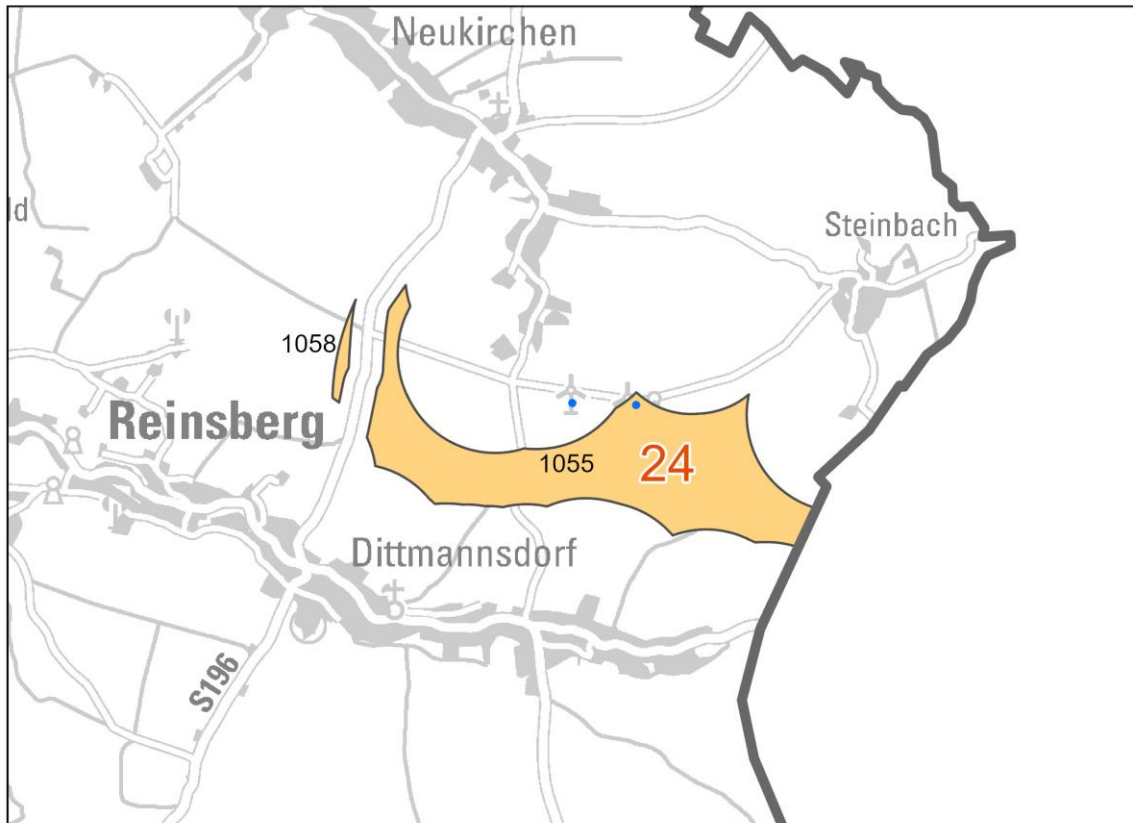 Neukirchen
ld
Steinbach
1058
Reinsberg
1055
24
Dittmannsdorf
S196